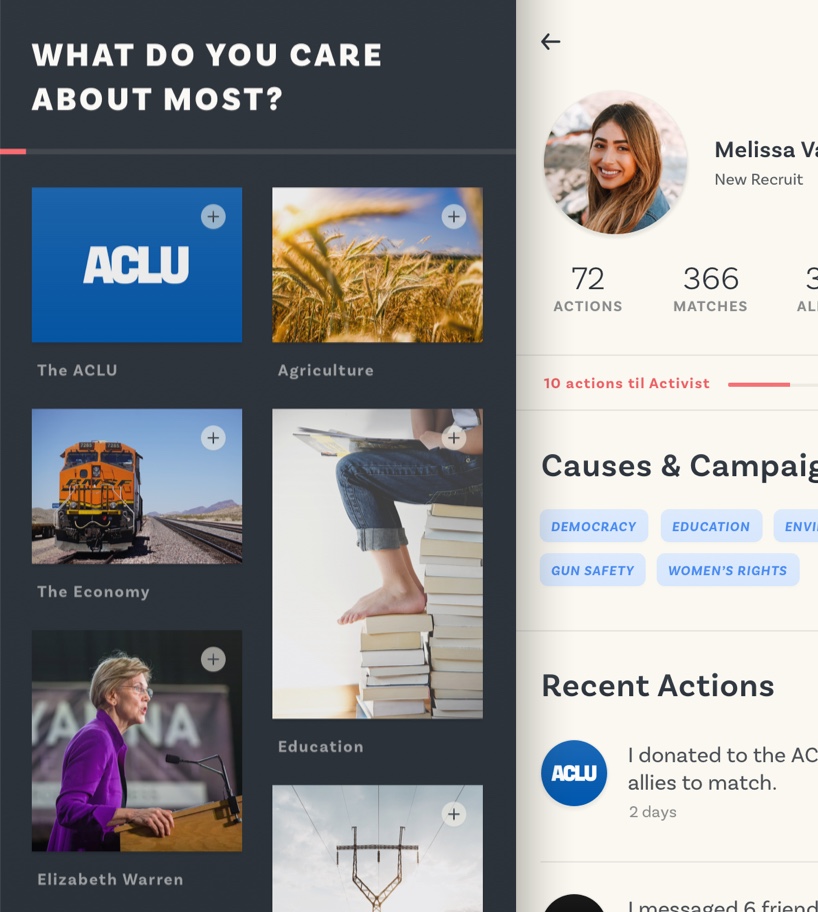 WHAT DO YOU CARE
ABOUT MOST?
ACLU
The ACLU
Agriculture
The Economy
Education
Elizabeth Warren
Melissa Va
New Recruit
72
366
3
ACTIONS
MATCHES
ALL
10 actions til Activist
Causes & Campaig
DEMOCRACY
EDUCATION
ENVI
GUN SAFETY
WOMEN'S RIGHTS
Recent Actions
ACLU
I donated to the AC
allies to match.
2 days
I messaged 6 friend